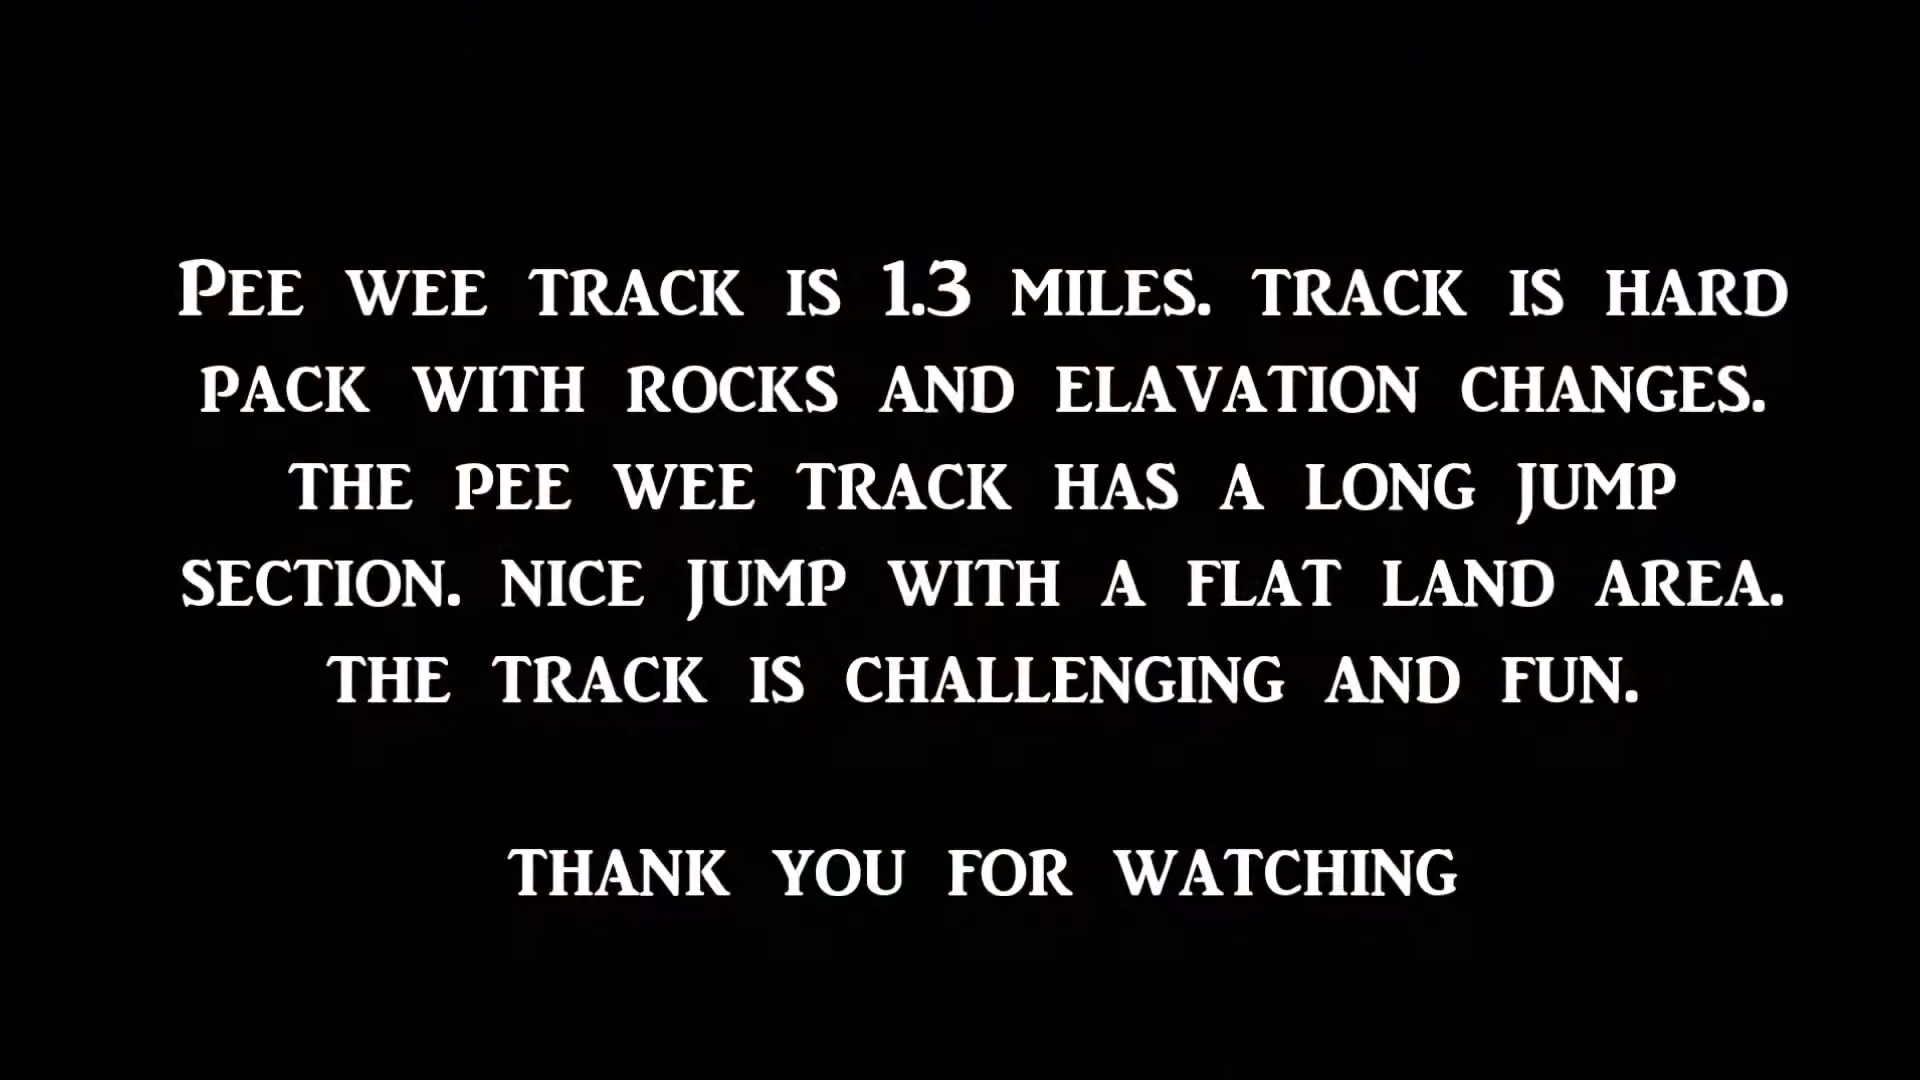 Pee wee track is 1.3 miles. track is hard
pack with rocks and elavation changes.
the pee wee track has a long jump
section. nice jump with a flat land area.
the track is challenging and fun.
thank you for watching